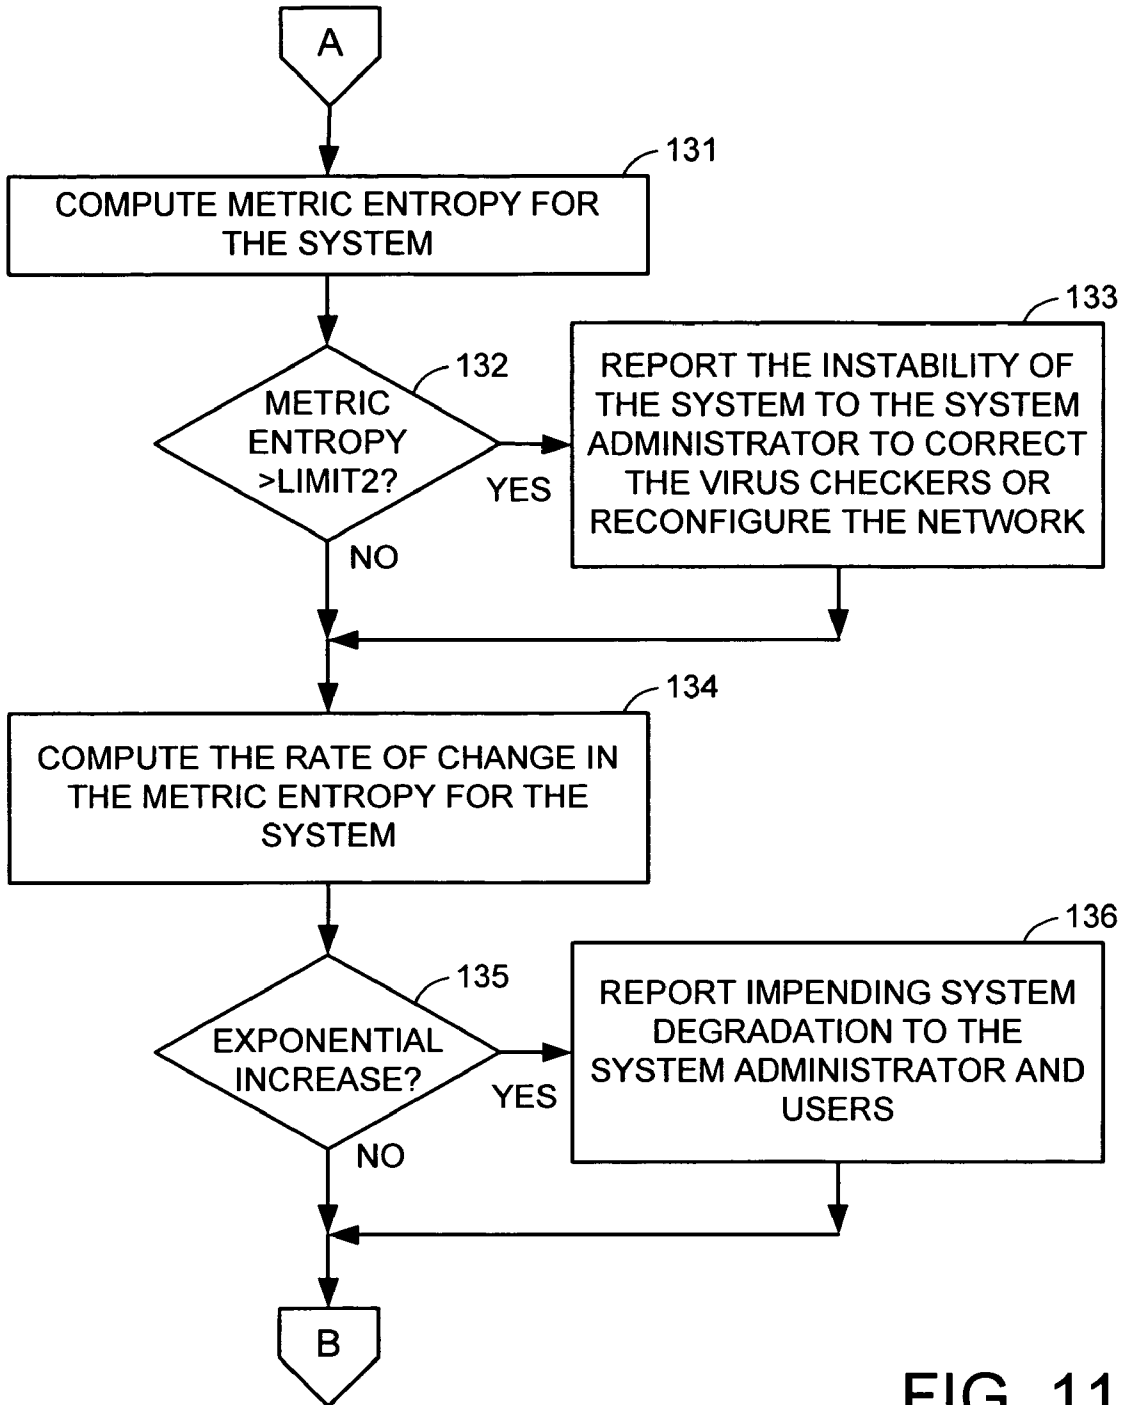 A
131
COMPUTE METRIC ENTROPY FOR
THE SYSTEM
132
METRIC
ENTROPY
>LIMIT2?
YES
NO
133
REPORT THE INSTABILITY OF
THE SYSTEM TO THE SYSTEM
ADMINISTRATOR TO CORRECT
THE VIRUS CHECKERS OR
RECONFIGURE THE NETWORK
134
COMPUTE THE RATE OF CHANGE IN
THE METRIC ENTROPY FOR THE
SYSTEM
135
EXPONENTIAL
INCREASE?
YES
NO
136
REPORT IMPENDING SYSTEM
DEGRADATION TO THE
SYSTEM ADMINISTRATOR AND
USERS
B
FIG. 11